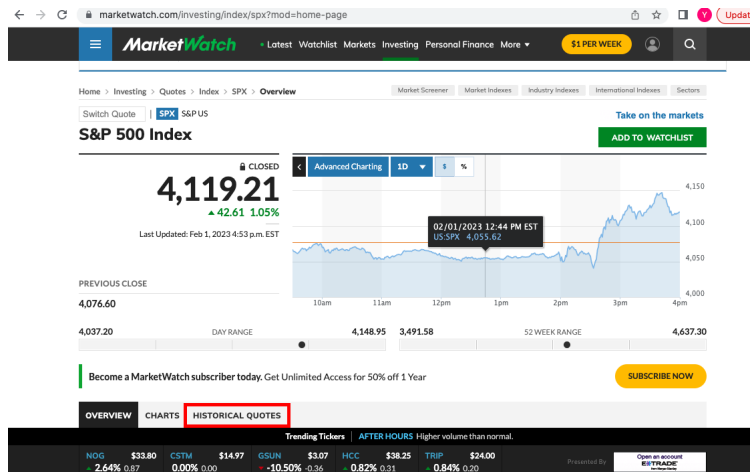 marketwatch.com/investing/index/spx?mod=home-page
Y
Updat
MarketWatch
Latest Watchlist Markets Investing Personal Finance More
$1 PER WEEK
Home > Investing > Quotes > Index > SPX > Overview
Market Screener Market Indexes Industry Indexes International Indexes Sectors
Switch Quote | SPX S&P US
Take on the markets
S&P 500 Index
ADD TO WATCHLIST
CLOSED
4,119.21
42.61 1.05%
Last Updated: Feb 1, 2023 4:53 p.m. EST
PREVIOUS CLOSE
4,076.60
Advanced Charting 1D $ %
02/01/2023 12:44 PM EST
US:SPX 4,055.62
4,150
4,100
4,050
4,000
10am 11am 12pm 1pm 2pm 3pm 4pm
4,037.20 DAY RANGE 4,148.95
3,491.58 52 WEEK RANGE 4,637.30
Become a MarketWatch subscriber today. Get Unlimited Access for 50% off 1 Year
SUBSCRIBE NOW
OVERVIEW CHARTS HISTORICAL QUOTES
Trending Tickers | AFTER HOURS Higher volume than normal.
NOG $33.80 CSTM $14.97 GSUN $3.07 HCC $38.25 TRIP $24.00
2.64% 0.87 0.00% 0.00 -10.50% -0.36 0.82% 0.31 0.84% 0.20
Presented By
Open an account
E*TRADE
from Morgan Stanley